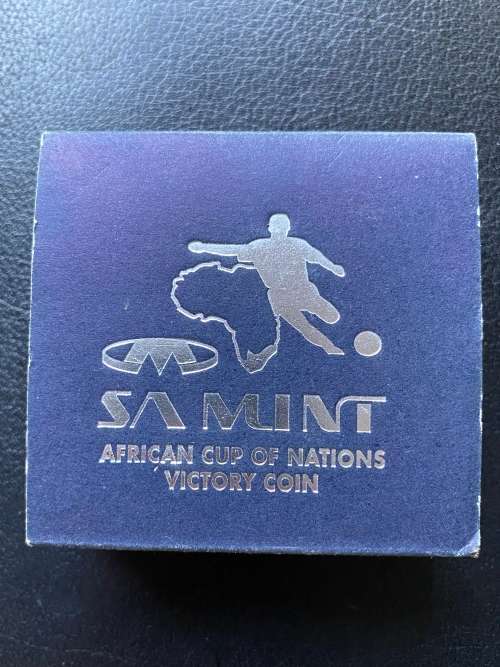 SA MINT
AFRICAN CUP OF NATIONS
VICTORY COIN